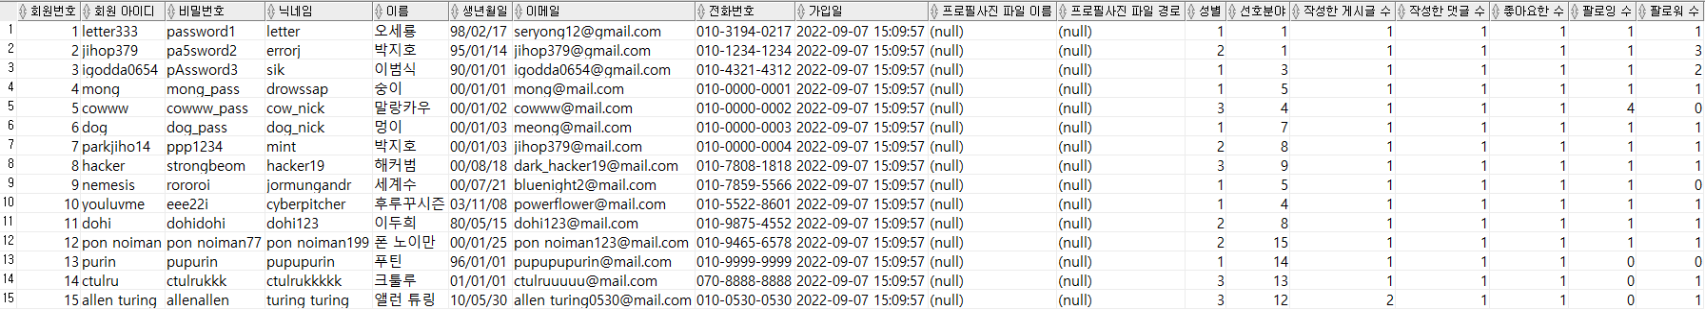 회원번호 회원 아이디 비밀번호 닉네임 이름 생년월일 이메일 전화번호 가입일 프로필사진 파일 이름 프로필사진 파일 경로 성별 선호분야 작성한 게시글 수 작성한 댓글 수 좋아요한 수 팔로잉 수 팔로워 수
1 1 letter333 password1 letter 오세룡 98/02/17 seryong12@gmail.com 010-3194-0217 2022-09-07 15:09:57 (null) (null) 1 1 1 1 1 1 1
2 2 jihop379 pa5sword2 errorj 박지호 95/01/14 jihop379@gmail.com 010-1234-1234 2022-09-07 15:09:57 (null) (null) 2 1 1 1 1 1 3
3 3 igodda0654 pAssword3 sik 이범식 90/01/01 igodda0654@gmail.com 010-4321-4312 2022-09-07 15:09:57 (null) (null) 1 3 1 1 1 1 2
4 4 mong mong_pass drowssap 숭이 00/01/01 mong@mail.com 010-0000-0001 2022-09-07 15:09:57 (null) (null) 1 5 1 1 1 1 1
5 5 cowww cowww_pass cow_nick 말랑카우 00/01/02 cowww@mail.com 010-0000-0002 2022-09-07 15:09:57 (null) (null) 3 4 1 1 1 4 0
6 6 dog dog_pass dog_nick 멍이 00/01/03 meong@mail.com 010-0000-0003 2022-09-07 15:09:57 (null) (null) 1 7 1 1 1 1 1
7 7 parkjiho14 ppp1234 mint 박지호 00/01/03 jihop379@mail.com 010-0000-0004 2022-09-07 15:09:57 (null) (null) 2 8 1 1 1 1 1
8 8 hacker strongbeom hacker19 해커범 00/08/18 dark_hacker19@mail.com 010-7808-1818 2022-09-07 15:09:57 (null) (null) 3 9 1 1 1 1 1
9 9 nemesis rororoi jormungandr 세계수 00/07/21 bluenight2@mail.com 010-7859-5566 2022-09-07 15:09:57 (null) (null) 1 5 1 1 1 1 0
10 10 youluvme eee22i cyberpitcher 후루꾸시즌 03/11/08 powerflower@mail.com 010-5522-8601 2022-09-07 15:09:57 (null) (null) 1 4 1 1 1 1 1
11 11 dohi dohidohi dohi123 이두희 80/05/15 dohi123@mail.com 010-9875-4552 2022-09-07 15:09:57 (null) (null) 2 8 1 1 1 1 1
12 12 pon noiman pon noiman77 pon noiman199 폰 노이만 00/01/25 pon noiman123@mail.com 010-9465-6578 2022-09-07 15:09:57 (null) (null) 2 15 1 1 1 1 1
13 13 purin pupurin pupupurin 푸틴 96/01/01 pupupupurin@mail.com 010-9999-9999 2022-09-07 15:09:57 (null) (null) 1 14 1 1 1 0 0
14 14 ctulru ctulrukkk ctulrukkkkk 크툴루 01/01/01 ctulruuuuu@mail.com 070-8888-8888 2022-09-07 15:09:57 (null) (null) 3 13 1 1 1 0 1
15 15 allen turing allenallen turing turing 앨런 튜링 10/05/30 allen turing0530@mail.com 010-0530-0530 2022-09-07 15:09:57 (null) (null) 3 12 2 1 1 0 1